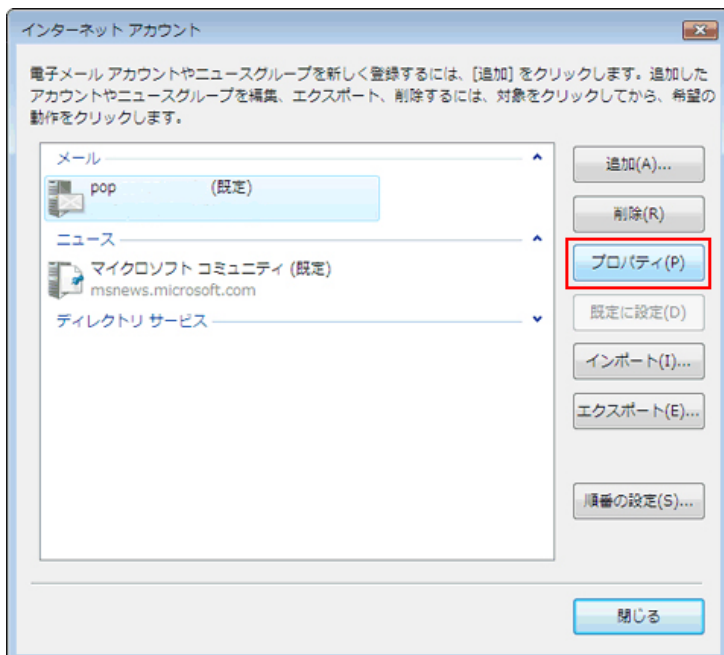 インターネット アカウント
電子メール アカウントやニュースグループを新しく登録するには、[追加] をクリックします。追加した
アカウントやニュースグループを編集、エクスポート、削除するには、対象をクリックしてから、希望の
動作をクリックします。
メール
pop (既定)
ニュース
マイクロソフト コミュニティ (既定)
msnews.microsoft.com
ディレクトリ サービス
追加(A)...
削除(R)
プロパティ(P)
既定に設定(D)
インポート(I)...
エクスポート(E)...
順番の設定(S)...
閉じる